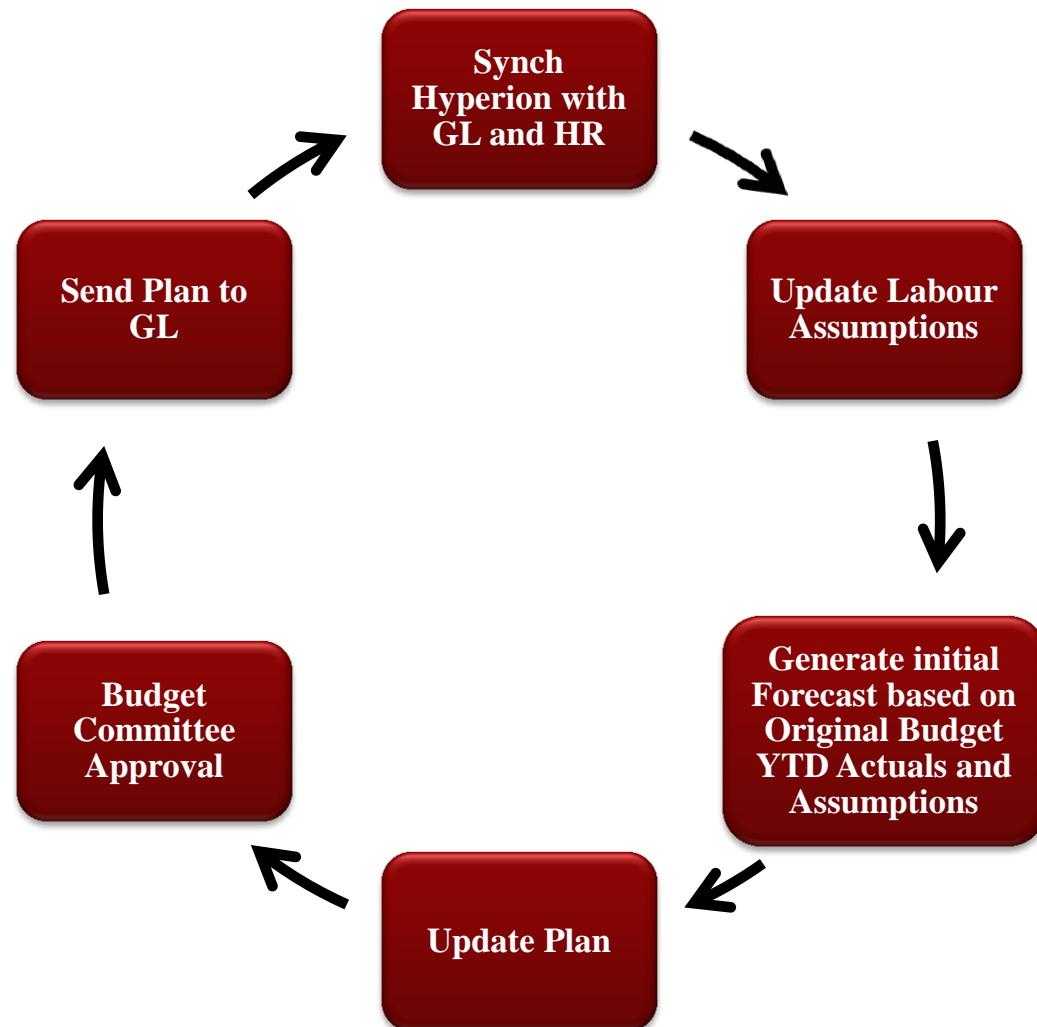 Synch
Hyperion with
GL and HR
Update Labour
Assumptions
Generate initial
Forecast based on
Original Budget
YTD Actuals and
Assumptions
Update Plan
Budget
Committee
Approval
Send Plan to
GL